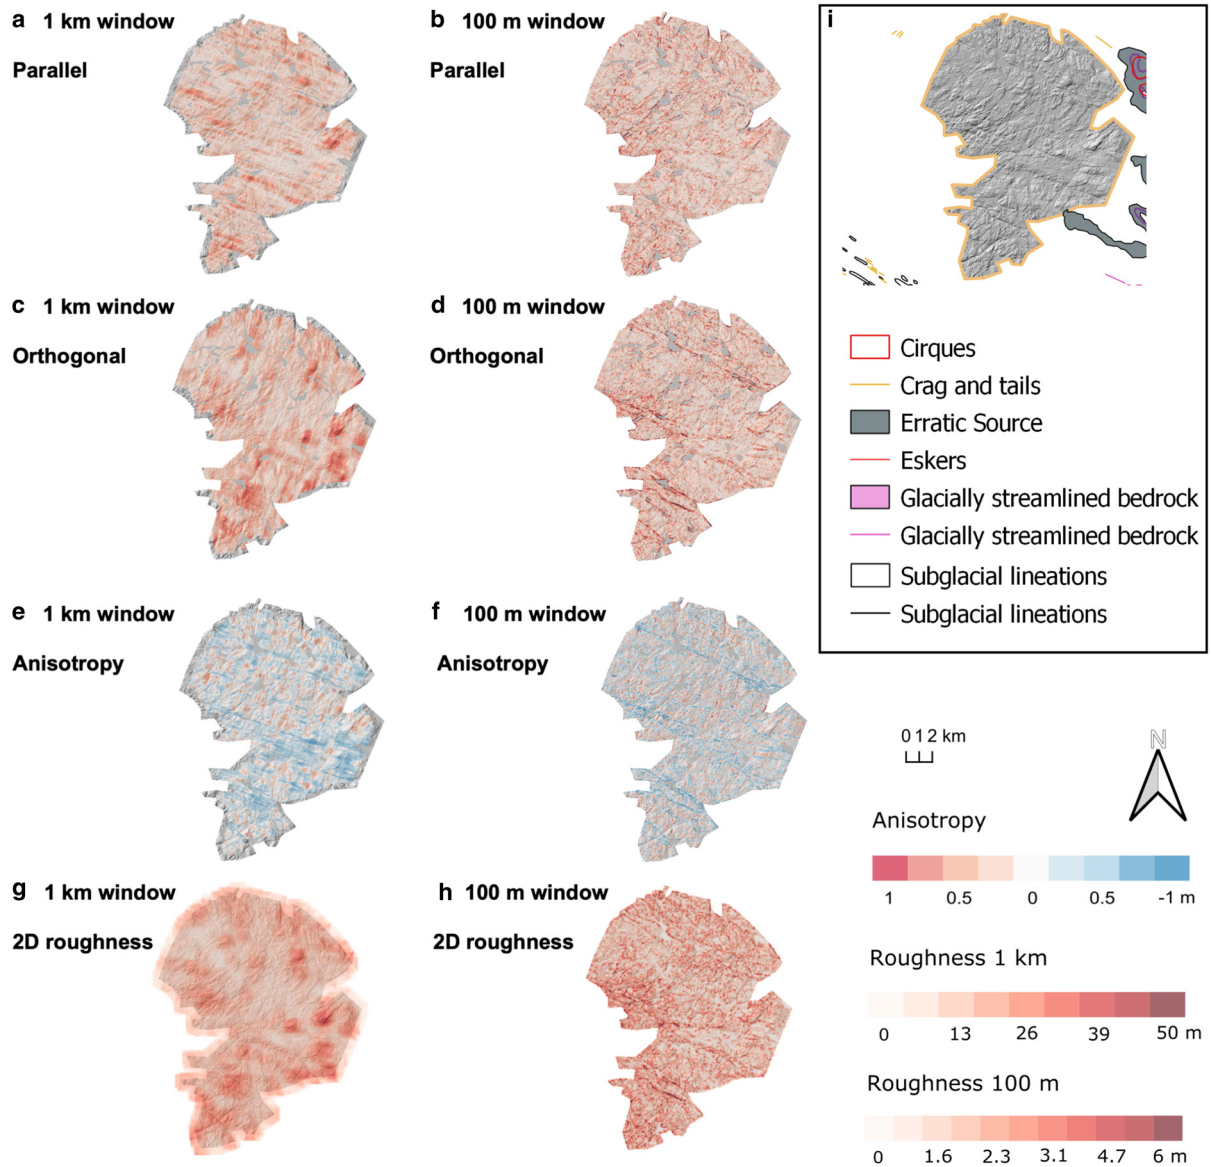 a 1 km window
Parallel
b 100 m window
Parallel
c 1 km window
Orthogonal
d 100 m window
Orthogonal
e 1 km window
Anisotropy
f 100 m window
Anisotropy
g 1 km window
2D roughness
h 100 m window
2D roughness
i
Cirques
Crag and tails
Erratic Source
Eskers
Glacially streamlined bedrock
Glacially streamlined bedrock
Subglacial lineations
Subglacial lineations
0 1 2 km
N
Anisotropy
1 0.5 0 0.5 -1 m
Roughness 1 km
0 13 26 39 50 m
Roughness 100 m
0 1.6 2.3 3.1 4.7 6 m